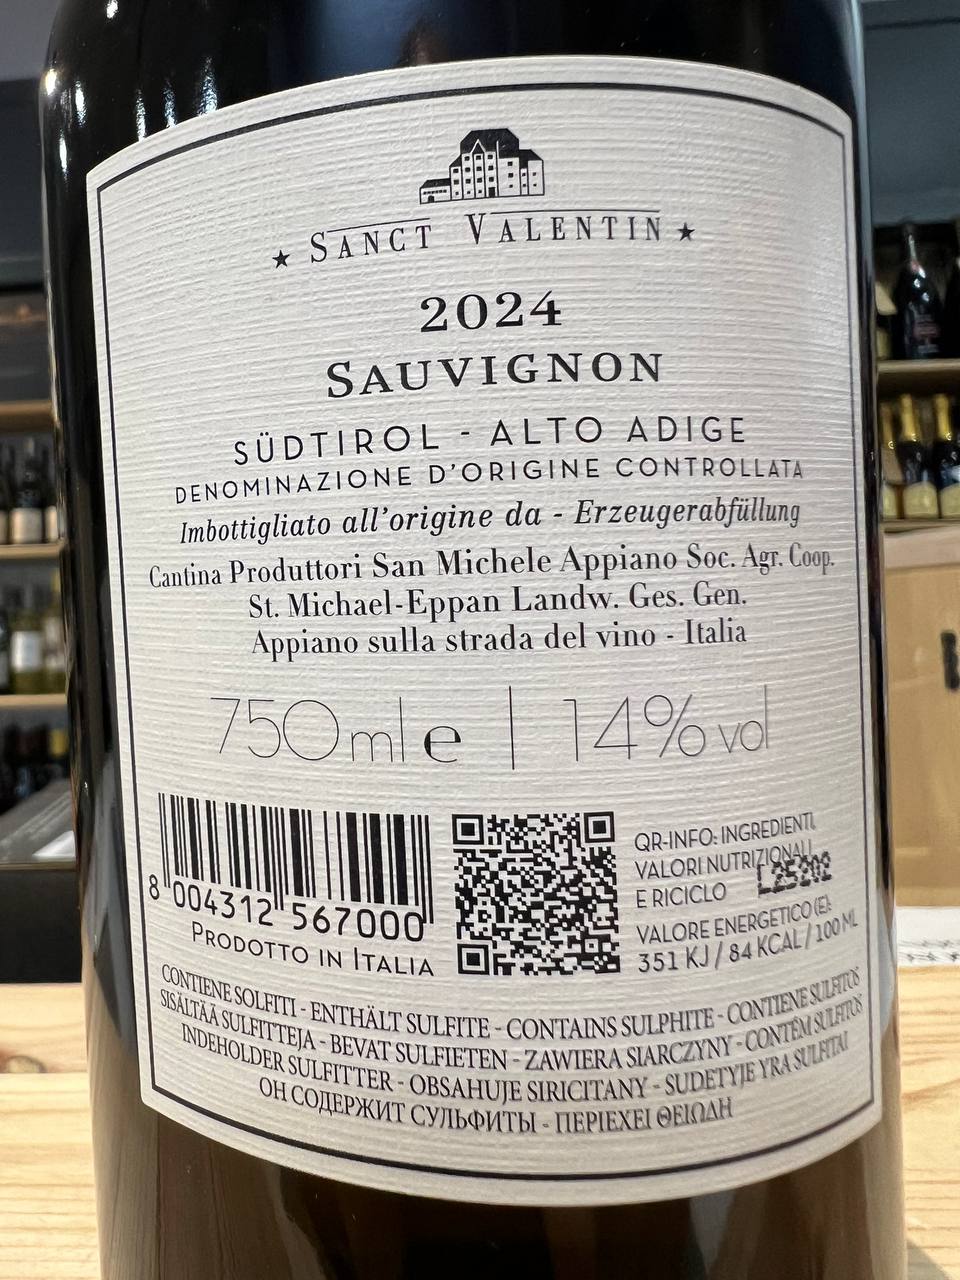 ★ SANCT VALENTIN ★
2024
SAUVIGNON
SÜDTIROL - ALTO ADIGE
DENOMINAZIONE D'ORIGINE CONTROLLATA
Imbottigliato all'origine da - Erzeugerabfüllung
Cantina Produttori San Michele Appiano Soc. Agr. Coop.
St. Michael-Eppan Landw. Ges. Gen.
Appiano sulla strada del vino - Italia
750 ml e | 14% vol
8 004312 567000
PRODOTTO IN ITALIA
QR-INFO: INGREDIENTI,
VALORI NUTRIZIONALI
E RICICLO
L25202
VALORE ENERGETICO (E):
351 KJ / 84 KCAL / 100 ML
CONTIENE SOLFITI - ENTHÄLT SULFITE - CONTAINS SULPHITE - CONTIENE SULFITOS
SISÄLTÄÄ SULFITTEJA - BEVAT SULFIETEN - ZAWIERA SIARCZYNY - CONTÉM SULFITOS
INDEHOLDER SULFITTER - OBSAHUJE SIRICITANY - SUDETYJE YRA SULFITAI
ОН СОДЕРЖИТ СУЛЬФИТЫ - ΠΕΡΙΕΧΕΙ ΘΕΙΩΔΗ